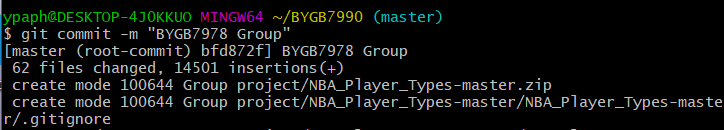 ypaph@DESKTOP-4J0KKUO MINGW64 ~/BYGB7990 (master)
$ git commit -m "BYGB7978 Group"
[master (root-commit) bfd872f] BYGB7978 Group
 62 files changed, 14501 insertions(+)
 create mode 100644 Group project/NBA_Player_Types-master.zip
 create mode 100644 Group project/NBA_Player_Types-master/NBA_Player_Types-maste
r/.gitignore